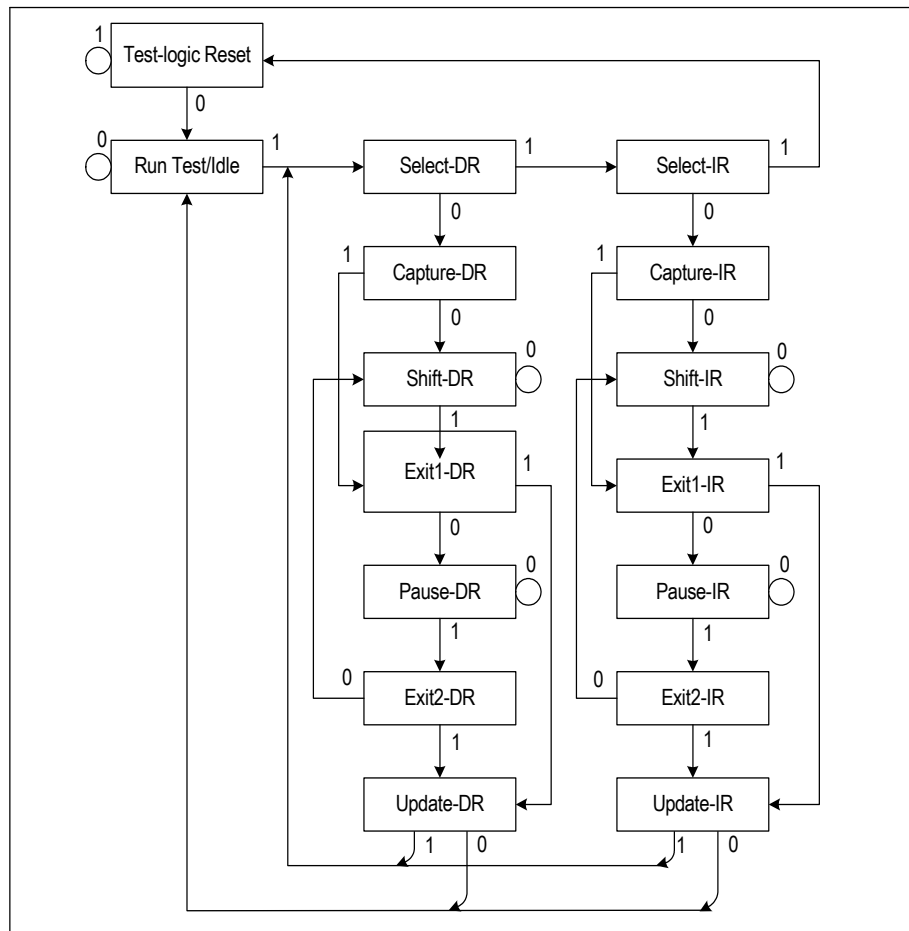 1
Test-logic Reset
0
0
Run Test/Idle
1
Select-DR
1
Select-IR
1
0
0
1
Capture-DR
1
Capture-IR
0
0
0
0
Shift-DR
Shift-IR
1
1
1
1
Exit1-DR
Exit1-IR
0
0
0
0
Pause-DR
Pause-IR
1
1
0
0
Exit2-DR
Exit2-IR
1
1
Update-DR
Update-IR
1
0
1
0